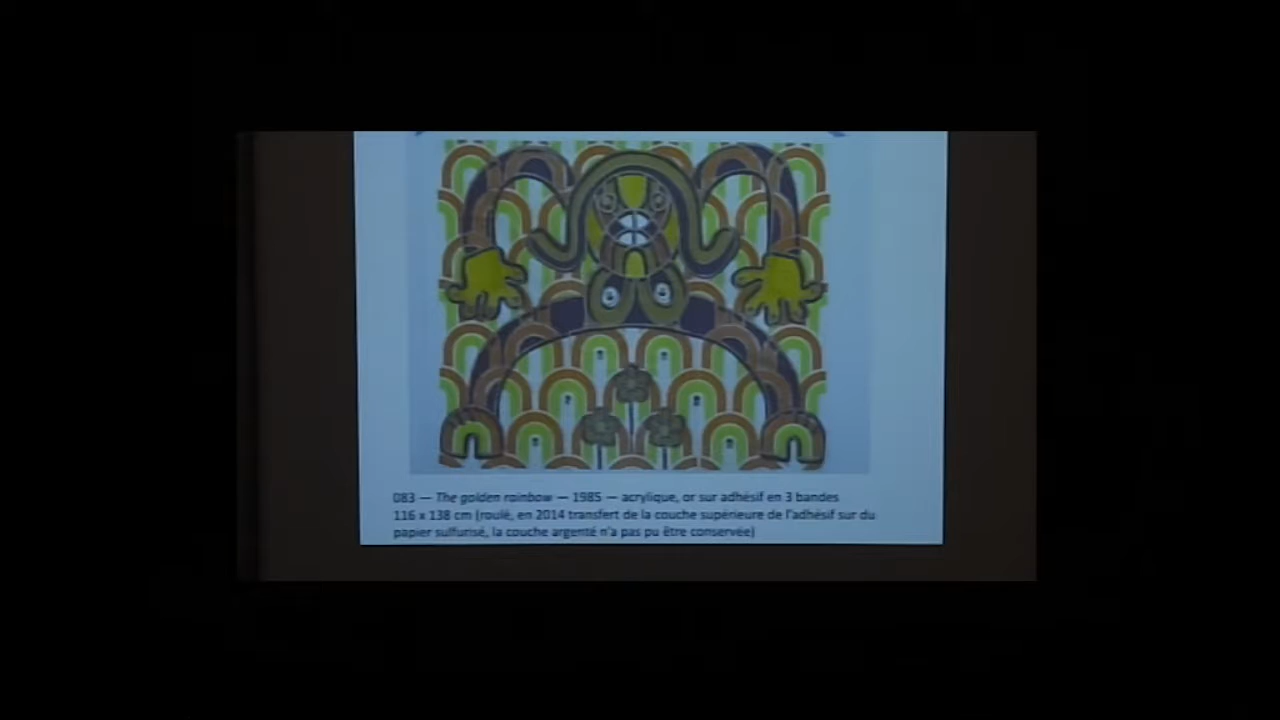 083 — The golden rainbow — 1985 — acrylique, or sur adhésif en 3 bandes
116 x 138 cm (roulé, en 2014 transfert de la couche supérieure de l'adhésif sur du
papier sulfurisé, la couche argenté n'a pas pu être conservée)